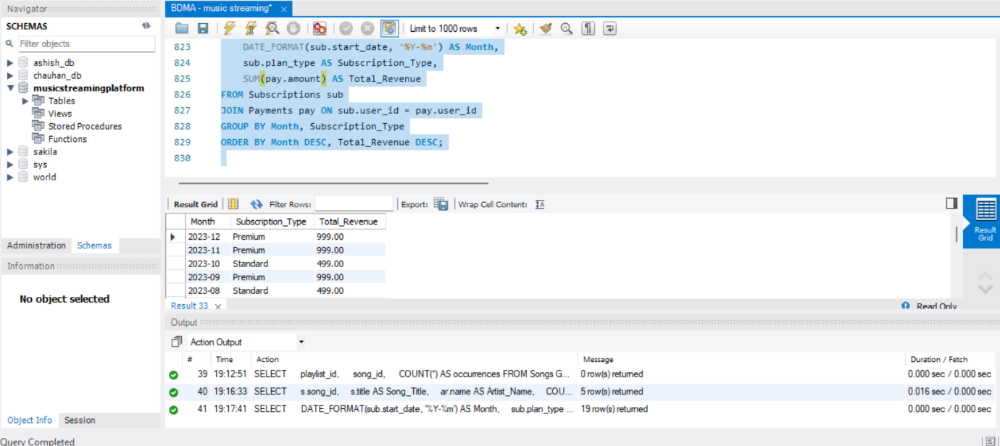 Navigator
SCHEMAS
Filter objects
ashish_db
chauhan_db
musicstreamingplatform
Tables
Views
Stored Procedures
Functions
sakila
sys
world
Administration Schemas
Information
No object selected
Object Info Session
Query Completed
BDMA - music streaming*
Limit to 1000 rows
823 DATE_FORMAT(sub.start_date, '%Y-%m') AS Month,
824 sub.plan_type AS Subscription_Type,
825 SUM(pay.amount) AS Total_Revenue
826 FROM Subscriptions sub
827 JOIN Payments pay ON sub.user_id = pay.user_id
828 GROUP BY Month, Subscription_Type
829 ORDER BY Month DESC, Total_Revenue DESC;
830
Result Grid Filter Rows: Export: Wrap Cell Content:
Month Subscription_Type Total_Revenue
2023-12 Premium 999.00
2023-11 Premium 999.00
2023-10 Standard 499.00
2023-09 Premium 999.00
2023-08 Standard 499.00
Result
Grid
Result 33 Read Only
Output
Action Output
# Time Action Message Duration / Fetch
39 19:12:51 SELECT playlist_id, song_id, COUNT(*) AS occurrences FROM Songs G... 0 row(s) returned 0.000 sec / 0.000 sec
40 19:16:33 SELECT s.song_id, s.title AS Song_Title, ar.name AS Artist_Name, COU... 5 row(s) returned 0.016 sec / 0.000 sec
41 19:17:41 SELECT DATE_FORMAT(sub.start_date, '%Y-%m') AS Month, sub.plan_type ... 19 row(s) returned 0.000 sec / 0.000 sec